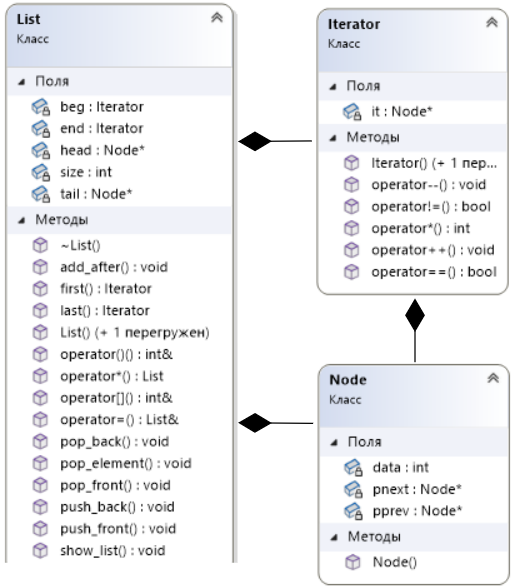 List
Класс
Поля
beg : Iterator
end : Iterator
head : Node*
size : int
tail : Node*
Методы
~List()
add_after() : void
first() : Iterator
last() : Iterator
List() (+ 1 перегружен)
operator()() : int&
operator*() : List
operator[]() : int&
operator=() : List&
pop_back() : void
pop_element() : void
pop_front() : void
push_back() : void
push_front() : void
show_list() : void
Iterator
Класс
Поля
it : Node*
Методы
Iterator() (+ 1 пер...
operator--() : void
operator!=() : bool
operator*() : int
operator++() : void
operator==() : bool
Node
Класс
Поля
data : int
pnext : Node*
pprev : Node*
Методы
Node()